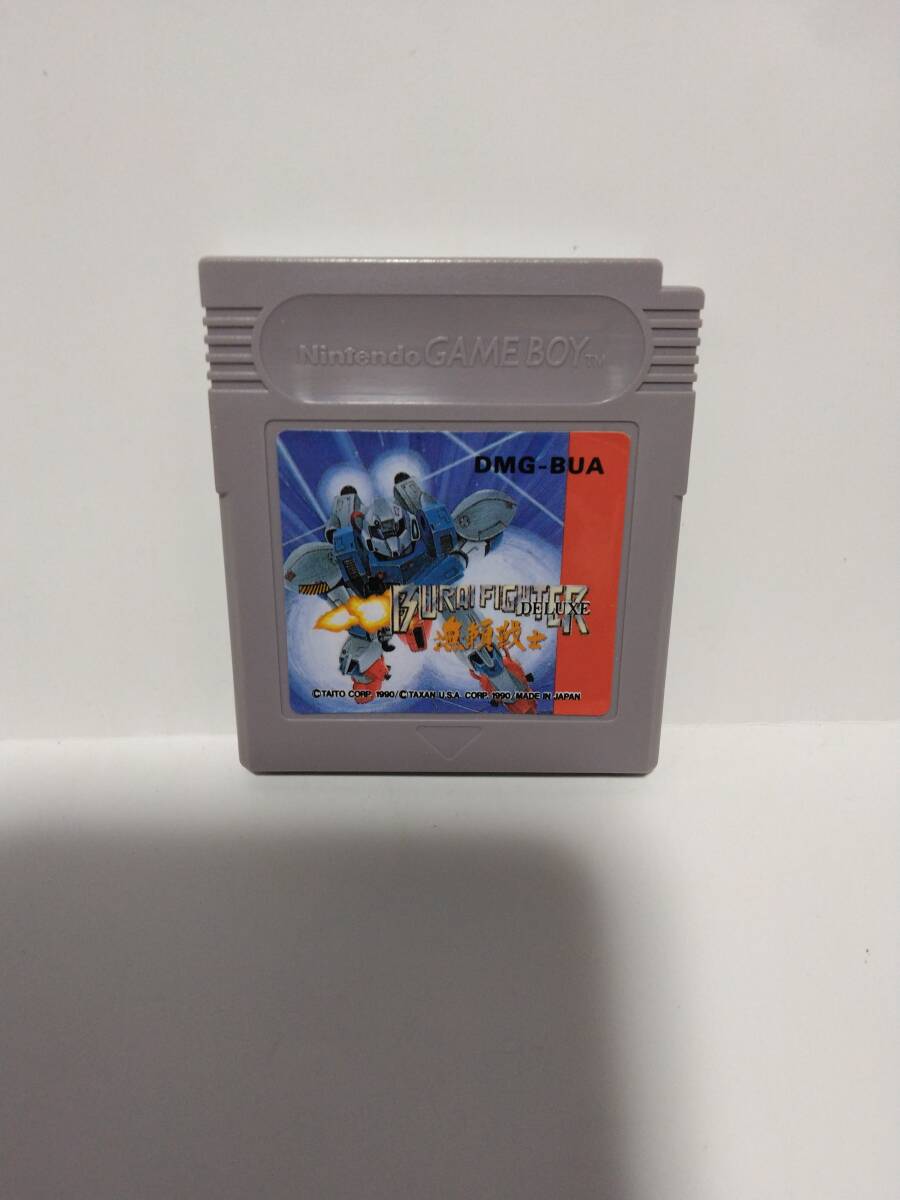 Nintendo GAME BOY TM
DMG-BUA
BURAI FIGHTER
DELUXE
無頼戦士
©TAITO CORP. 1990/©TAXAN U.S.A. CORP. 1990/MADE IN JAPAN